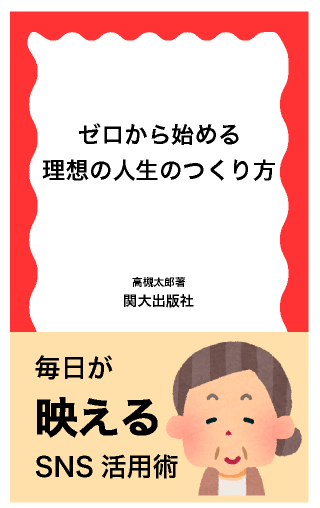 ゼロから始める
理想の人生のつくり方
高槻太郎著
関大出版社
毎日が
映える
SNS 活用術